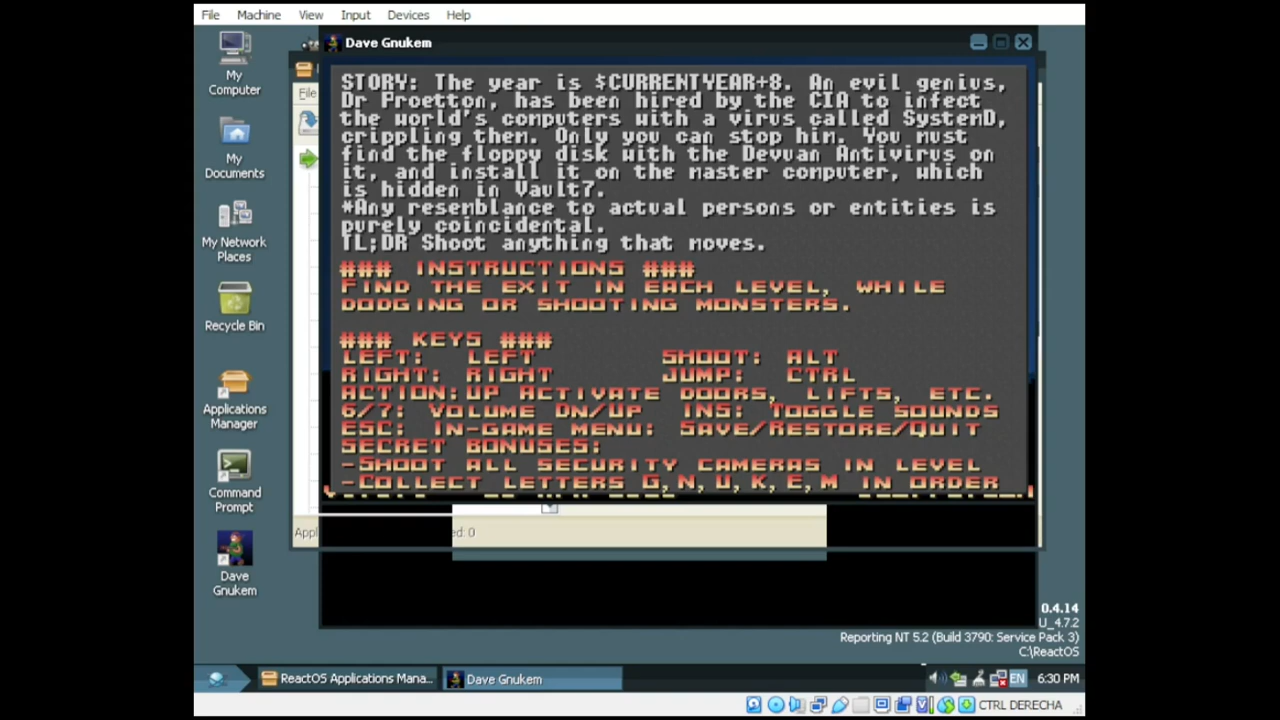 File Machine View Input Devices Help
Dave Gnukem
My Computer
My Documents
My Network Places
Recycle Bin
Applications Manager
Command Prompt
Dave Gnukem
File
STORY: The year is $CURRENTYEAR+8. An evil genius,
Dr Proetton, has been hired by the CIA to infect
the world's computers with a virus called SystemD,
crippling them. Only you can stop him. You must
find the floppy disk with the Devuan Antivirus on
it, and install it on the master computer, which
is hidden in Vault7.
*Any resemblance to actual persons or entities is
purely coincidental.
TL;DR Shoot anything that moves.
### INSTRUCTIONS ###
FIND THE EXIT IN EACH LEVEL, WHILE
DODGING OR SHOOTING MONSTERS.
### KEYS ###
LEFT: LEFT SHOOT: ALT
RIGHT: RIGHT JUMP: CTRL
ACTION:UP ACTIVATE DOORS, LIFTS, ETC.
6/7: VOLUME DN/UP INS: TOGGLE SOUNDS
ESC: IN-GAME MENU: SAVE/RESTORE/QUIT
SECRET BONUSES:
-SHOOT ALL SECURITY CAMERAS IN LEVEL
-COLLECT LETTERS G,N,U,K,E,M IN ORDER
Appl ed: 0
0.4.14
U_4.7.2
Reporting NT 5.2 (Build 3790: Service Pack 3)
C:\ReactOS
ReactOS Applications Mana... Dave Gnukem EN 6:30 PM
CTRL DERECHA